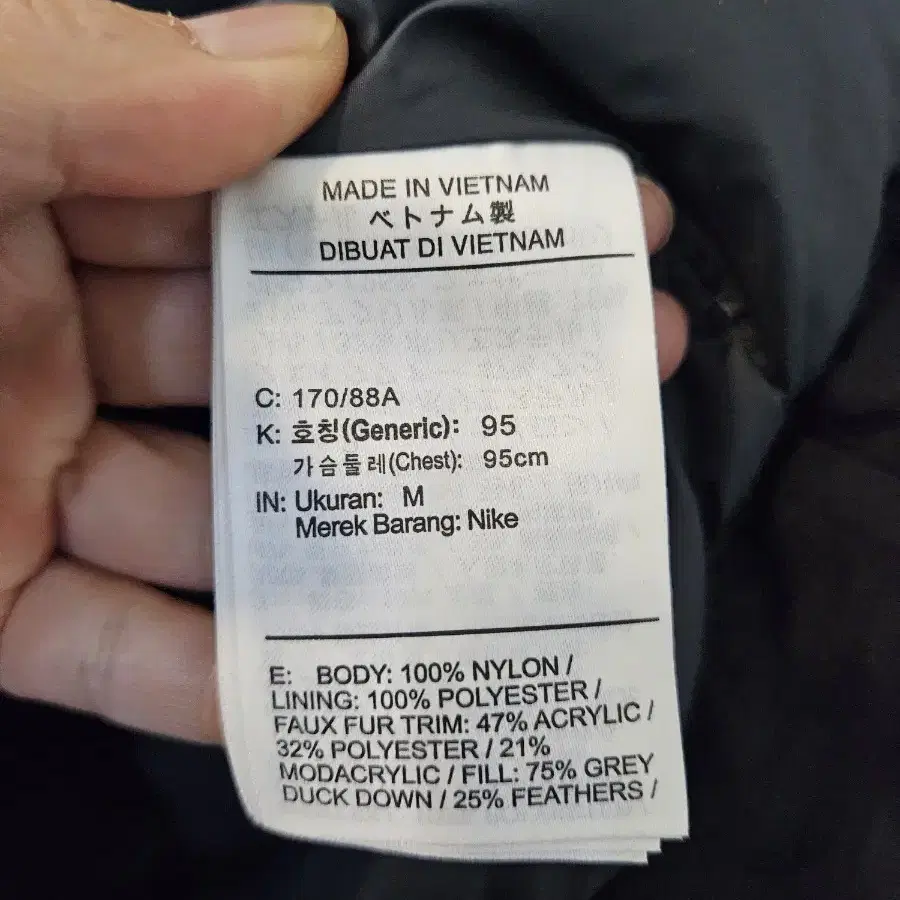 MADE IN VIETNAM
ベトナム製
DIBUAT DI VIETNAM
C: 170/88A
K: 호칭(Generic): 95
가슴둘레(Chest): 95cm
IN: Ukuran: M
Merek Barang: Nike
E: BODY: 100% NYLON /
LINING: 100% POLYESTER /
FAUX FUR TRIM: 47% ACRYLIC /
32% POLYESTER / 21%
MODACRYLIC / FILL: 75% GREY
DUCK DOWN / 25% FEATHERS /